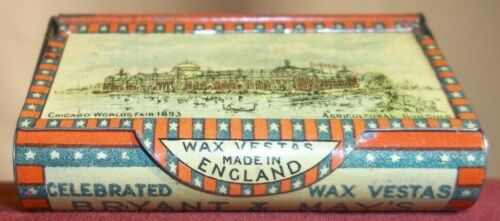 CHICAGO WORLDS FAIR 1893 AGRICULTURAL BUILDING
WAX VESTAS
MADE IN
ENGLAND
CELEBRATED WAX VESTAS
BRYANT & MAY'S